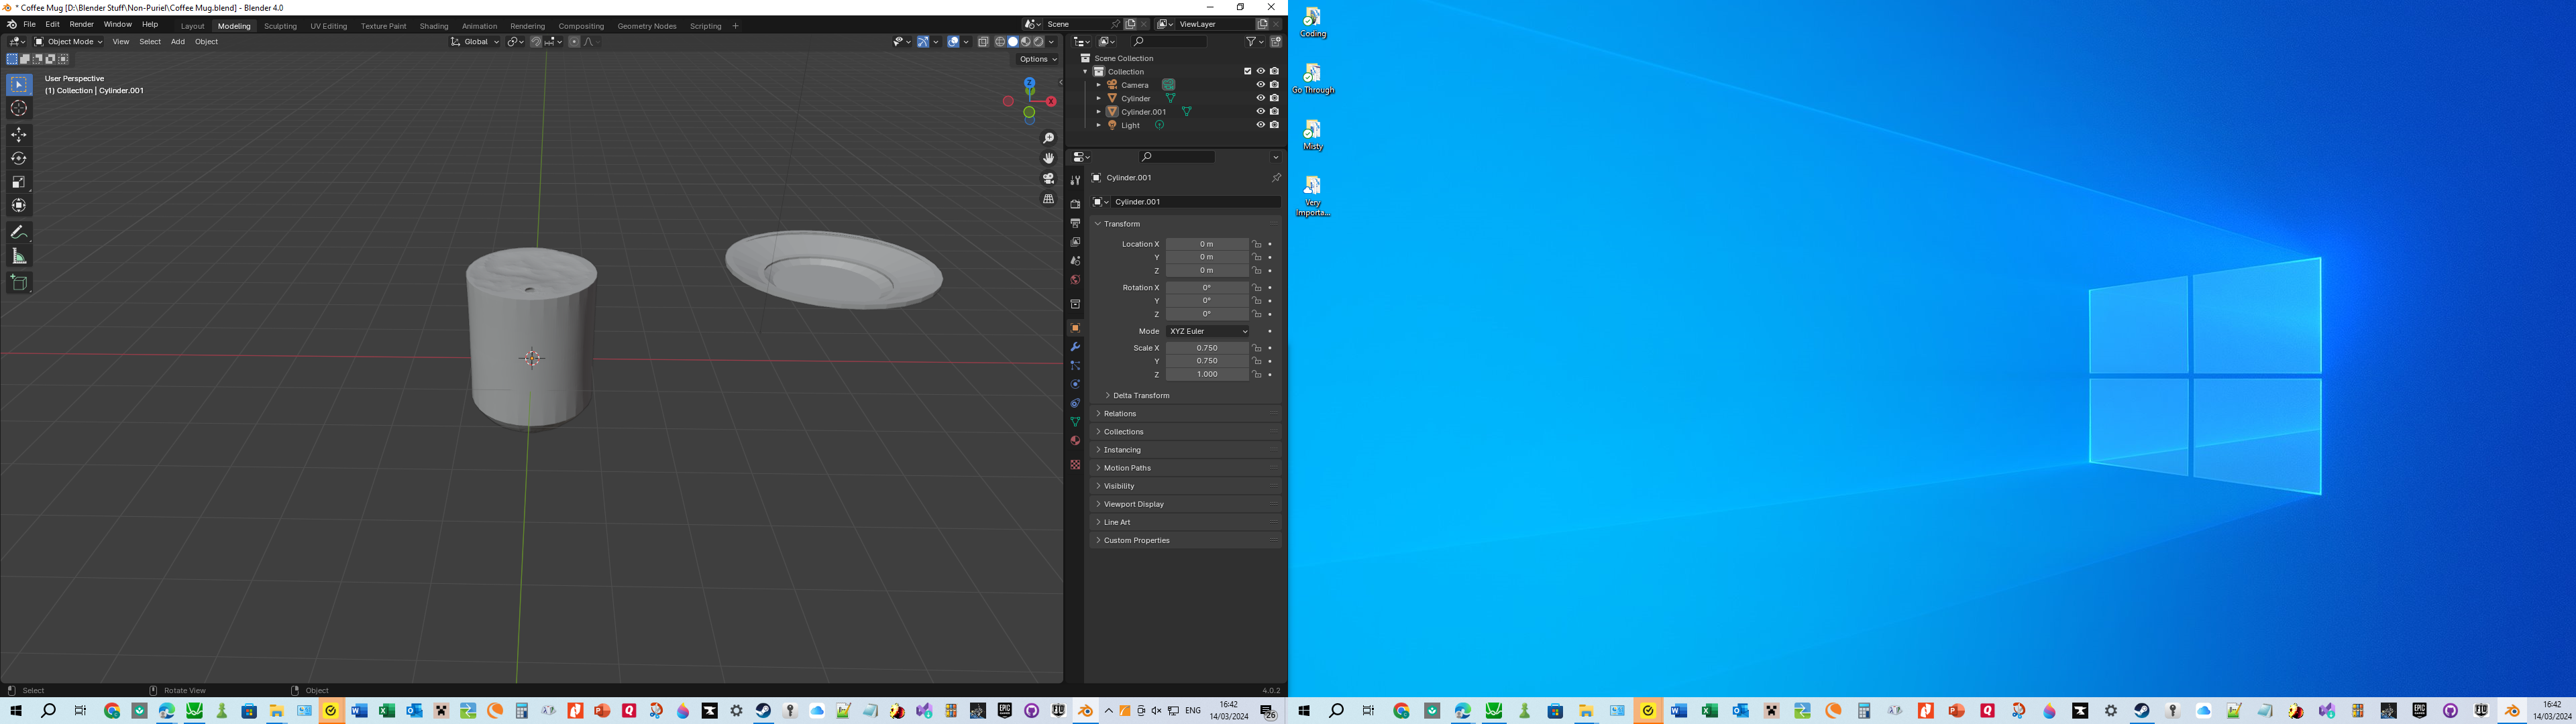 * Coffee Mug [D:\Blender Stuff\Non-Puriel\Coffee Mug.blend] - Blender 4.0
File Edit Render Window Help Layout Modeling Sculpting UV Editing Texture Paint Shading Animation Rendering Compositing Geometry Nodes Scripting + Scene ViewLayer
Object Mode View Select Add Object Global
Options
User Perspective
(1) Collection | Cylinder.001
Z
X
Scene Collection
Collection
Camera
Cylinder
Cylinder.001
Light
Cylinder.001
Cylinder.001
Transform
Location X 0 m
Y 0 m
Z 0 m
Rotation X 0°
Y 0°
Z 0°
Mode XYZ Euler
Scale X 0.750
Y 0.750
Z 1.000
Delta Transform
Relations
Collections
Instancing
Motion Paths
Visibility
Viewport Display
Line Art
Custom Properties
Select Rotate View Object 4.0.2
ENG
16:42
14/03/2024
26
Coding
Go Through
Misty
Very
Importa...
16:42
14/03/2024